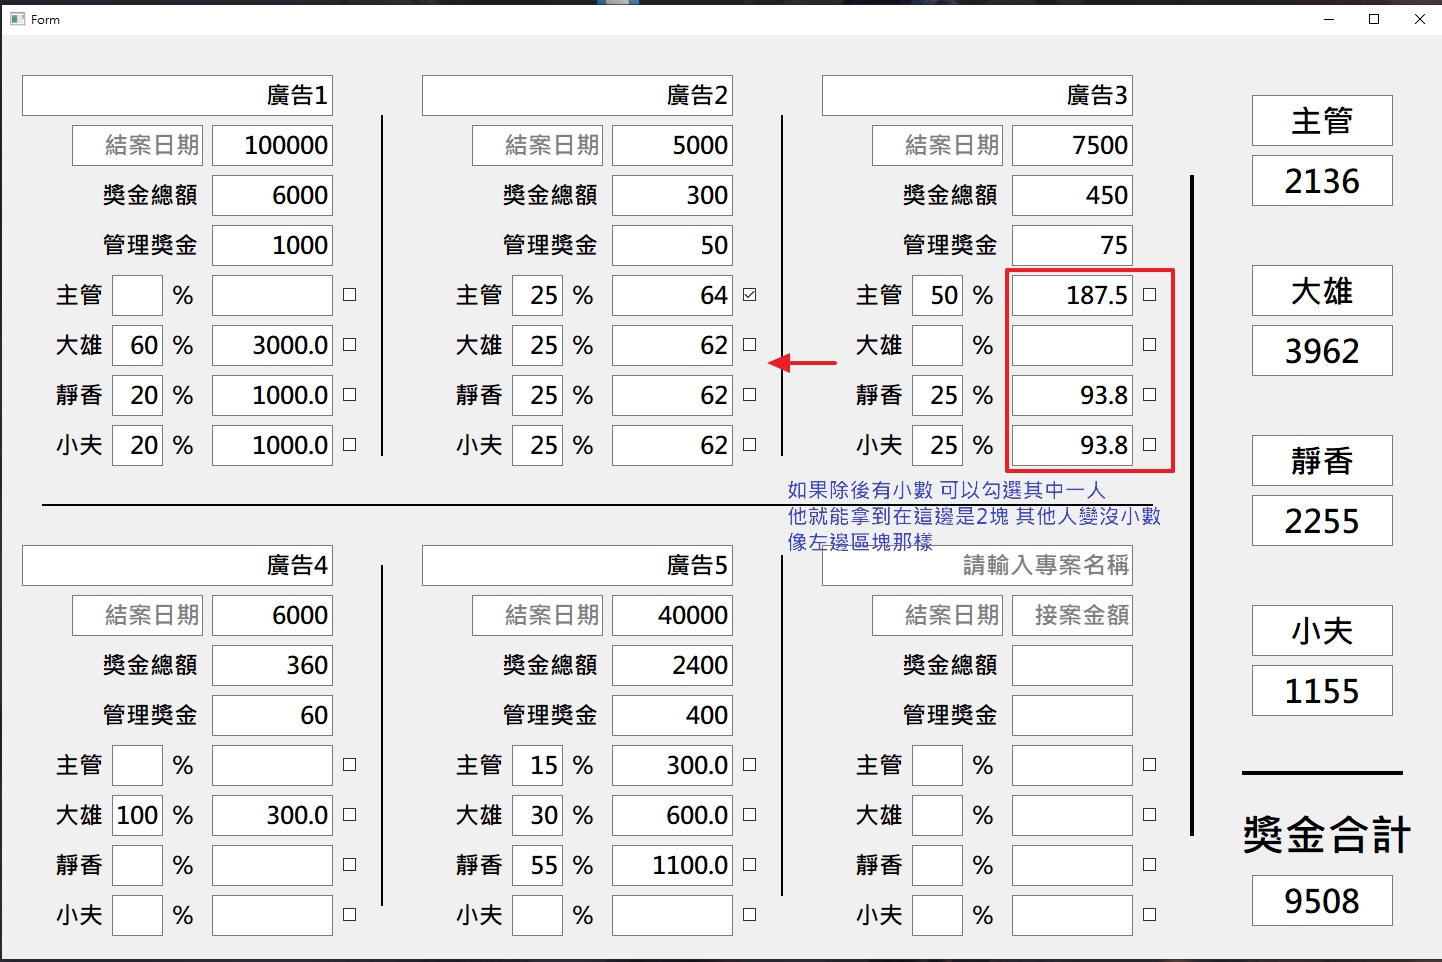 Form
廣告1
結案日期 100000
獎金總額 6000
管理獎金 1000
主管 %
大雄 60 % 3000.0
靜香 20 % 1000.0
小夫 20 % 1000.0
廣告2
結案日期 5000
獎金總額 300
管理獎金 50
主管 25 % 64
大雄 25 % 62
靜香 25 % 62
小夫 25 % 62
廣告3
結案日期 7500
獎金總額 450
管理獎金 75
主管 50 % 187.5
大雄 %
靜香 25 % 93.8
小夫 25 % 93.8
如果除後有小數 可以勾選其中一人
他就能拿到在這邊是2塊 其他人變沒小數
像左邊區塊那樣
廣告4
結案日期 6000
獎金總額 360
管理獎金 60
主管 %
大雄 100 % 300.0
靜香 %
小夫 %
廣告5
結案日期 40000
獎金總額 2400
管理獎金 400
主管 15 % 300.0
大雄 30 % 600.0
靜香 55 % 1100.0
小夫 %
請輸入專案名稱
結案日期 接案金額
獎金總額
管理獎金
主管 %
大雄 %
靜香 %
小夫 %
主管
2136
大雄
3962
靜香
2255
小夫
1155
獎金合計
9508